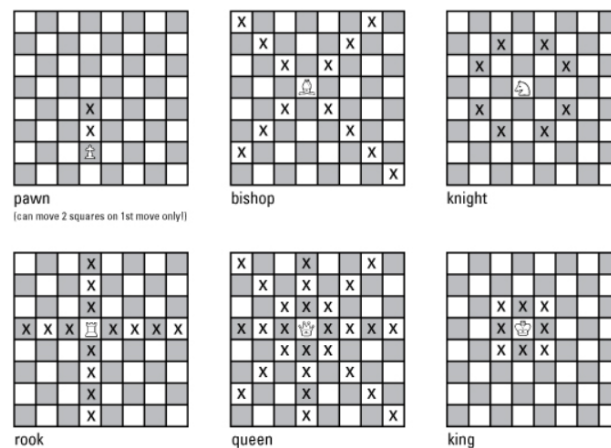 pawn
(can move 2 squares on 1st move only!)
bishop
knight
rook
queen
king